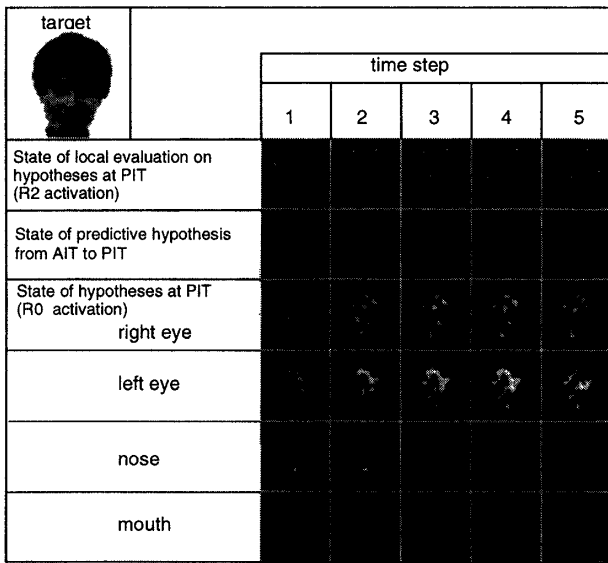 target
time step
1 2 3 4 5
State of local evaluation on
hypotheses at PIT
(R2 activation)
State of predictive hypothesis
from AIT to PIT
State of hypotheses at PIT
(R0 activation)
right eye
left eye
nose
mouth